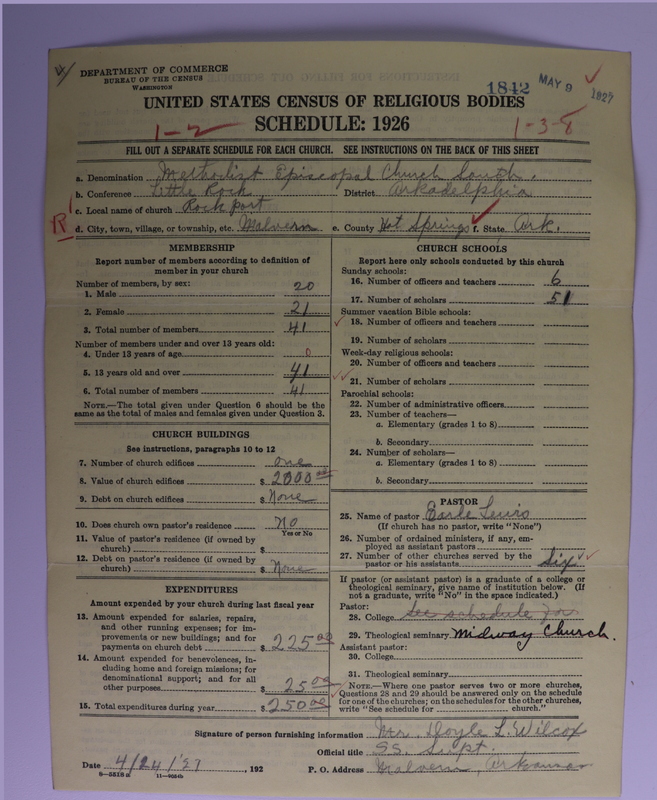 DEPARTMENT OF COMMERCE
BUREAU OF THE CENSUS
WASHINGTON
1842 MAY 9 1927
UNITED STATES CENSUS OF RELIGIOUS BODIES
SCHEDULE: 1926
1-2 1-3-8
FILL OUT A SEPARATE SCHEDULE FOR EACH CHURCH. SEE INSTRUCTIONS ON THE BACK OF THIS SHEET
a. Denomination Methodist Episcopal Church South.
b. Conference Little Rock District Arkadelphia
c. Local name of church Rockport
R
d. City, town, village, or township, etc. Malvern e. County Hot Springs f. State Ark.
MEMBERSHIP
Report number of members according to definition of
member in your church
Number of members, by sex:
1. Male 20
2. Female 21
3. Total number of members 41
Number of members under and over 13 years old:
4. Under 13 years of age 0
5. 13 years old and over 41
6. Total number of members 41
NOTE.—The total given under Question 6 should be the
same as the total of males and females given under Question 3.
CHURCH BUILDINGS
See instructions, paragraphs 10 to 12
7. Number of church edifices one
8. Value of church edifices $ 2000 00
9. Debt on church edifices $ None
10. Does church own pastor's residence No
Yes or No
11. Value of pastor's residence (if owned by
church) $
12. Debt on pastor's residence (if owned by
church) $ None
EXPENDITURES
Amount expended by your church during last fiscal year
13. Amount expended for salaries, repairs,
and other running expenses; for im-
provements or new buildings; and for
payments on church debt $ 225 00
14. Amount expended for benevolences, in-
cluding home and foreign missions; for
denominational support; and for all
other purposes $ 25 00
15. Total expenditures during year $ 250 00
CHURCH SCHOOLS
Report here only schools conducted by this church
Sunday schools:
16. Number of officers and teachers 6
17. Number of scholars 51
Summer vacation Bible schools:
18. Number of officers and teachers
19. Number of scholars
Week-day religious schools:
20. Number of officers and teachers
21. Number of scholars
Parochial schools:
22. Number of administrative officers
23. Number of teachers—
a. Elementary (grades 1 to 8)
b. Secondary
24. Number of scholars—
a. Elementary (grades 1 to 8)
b. Secondary
PASTOR
25. Name of pastor Earle Lewis
(If church has no pastor, write "None")
26. Number of ordained ministers, if any, em-
ployed as assistant pastors
27. Number of other churches served by the
pastor or his assistants Six
If pastor (or assistant pastor) is a graduate of a college or
theological seminary, give name of institution below. (If
not a graduate, write "No" in the space indicated.)
Pastor:
28. College See schedule for
29. Theological seminary Midway Church.
Assistant pastor:
30. College
31. Theological seminary
NOTE.—Where one pastor serves two or more churches,
Questions 28 and 29 should be answered only on the schedule
for one of the churches; on the schedules for the other churches,
write "See schedule for church."
Signature of person furnishing information Mr. Doyle L. Wilcox
Official title SS. Supt.
Date 4/24/27, 192 P. O. Address Malvern, Arkansas
8-5518 a 11-9034b